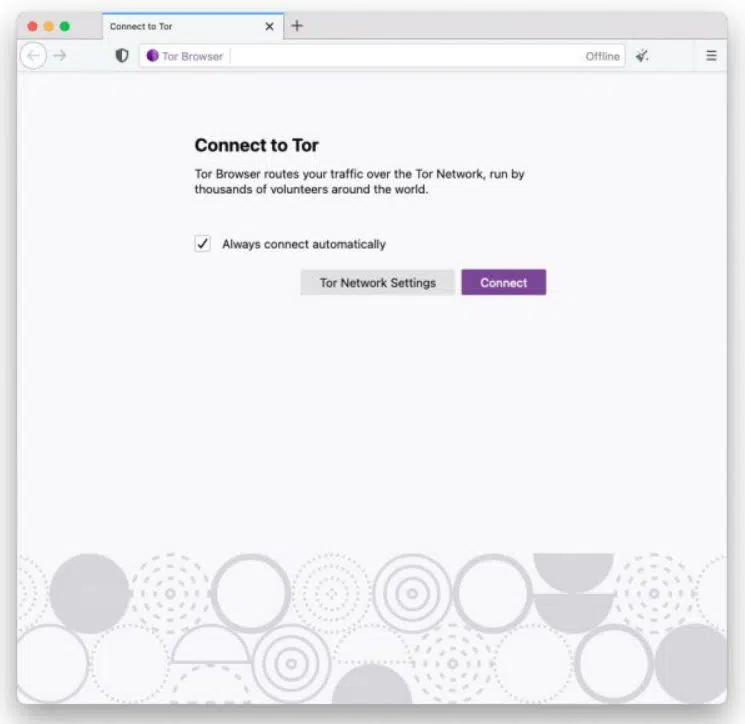 Connect to Tor
Tor Browser
Offline
Connect to Tor
Tor Browser routes your traffic over the Tor Network, run by
thousands of volunteers around the world.
Always connect automatically
Tor Network Settings
Connect